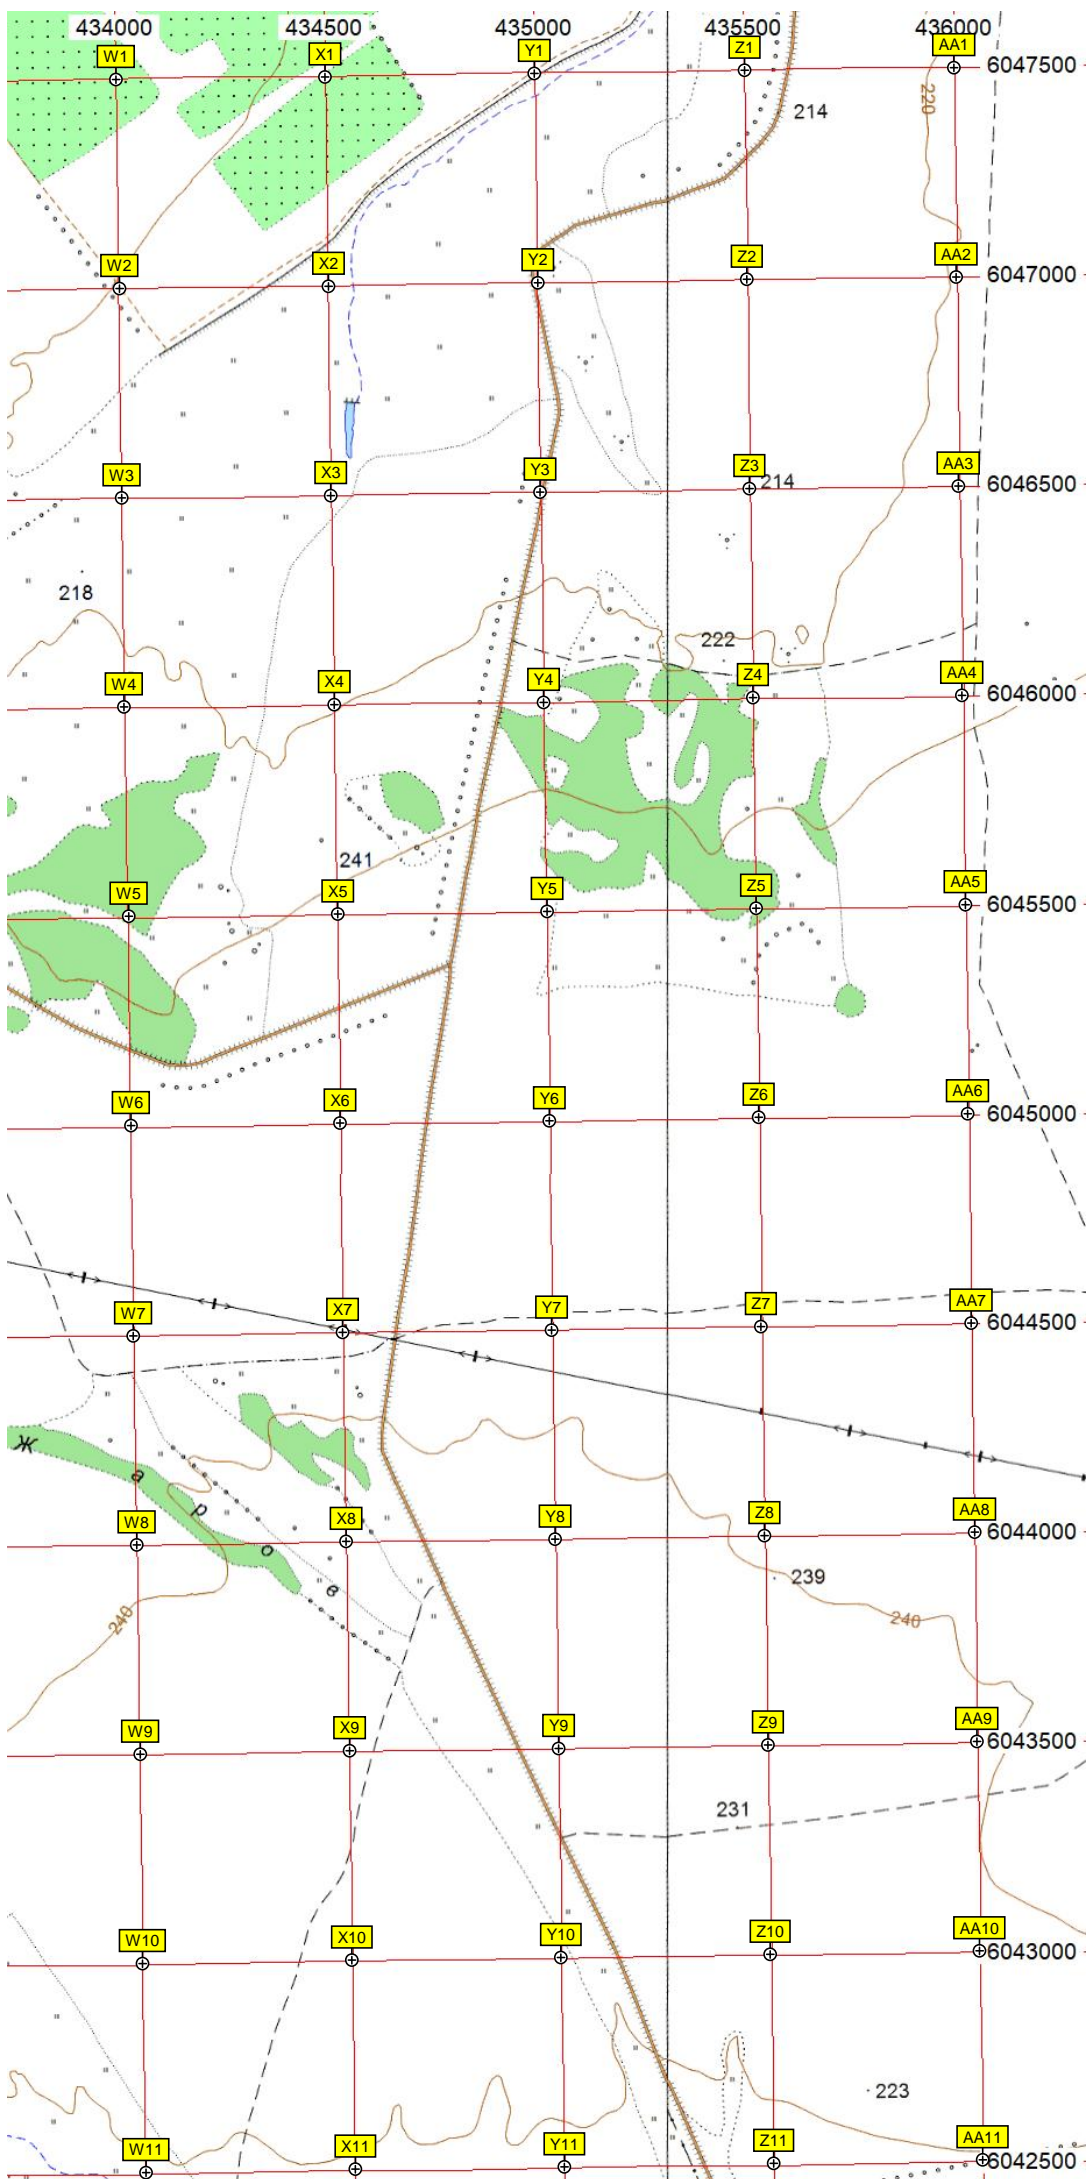 434000 434500 435000 435500 436000
W1 X1 Y1 Z1 AA1 6047500
220
214
W2 X2 Y2 Z2 AA2 6047000
W3 X3 Y3 Z3 AA3 6046500
214
218
222
W4 X4 Y4 Z4 AA4 6046000
241
W5 X5 Y5 Z5 AA5 6045500
W6 X6 Y6 Z6 AA6 6045000
W7 X7 Y7 Z7 AA7 6044500
Жаров
W8 X8 Y8 Z8 AA8 6044000
239
240 240
W9 X9 Y9 Z9 AA9 6043500
231
W10 X10 Y10 Z10 AA10 6043000
223
W11 X11 Y11 Z11 AA11 6042500